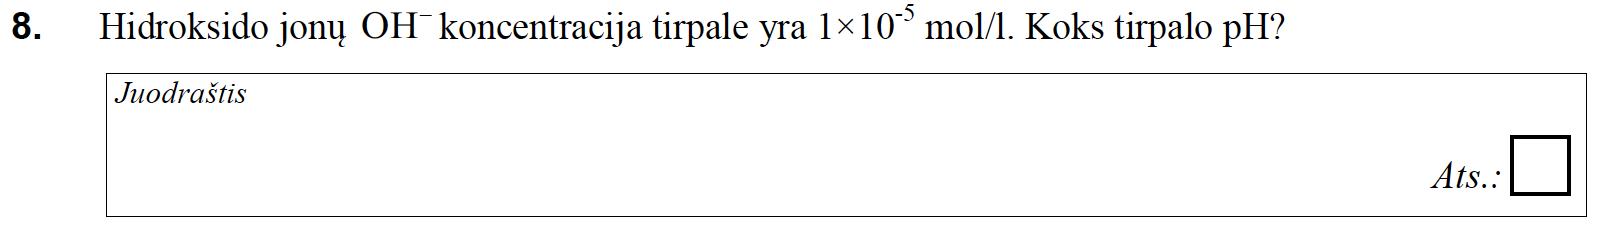 8. Hidroksido jonų OH⁻ koncentracija tirpale yra 1×10⁻⁵ mol/l. Koks tirpalo pH?
Juodraštis
Ats.: